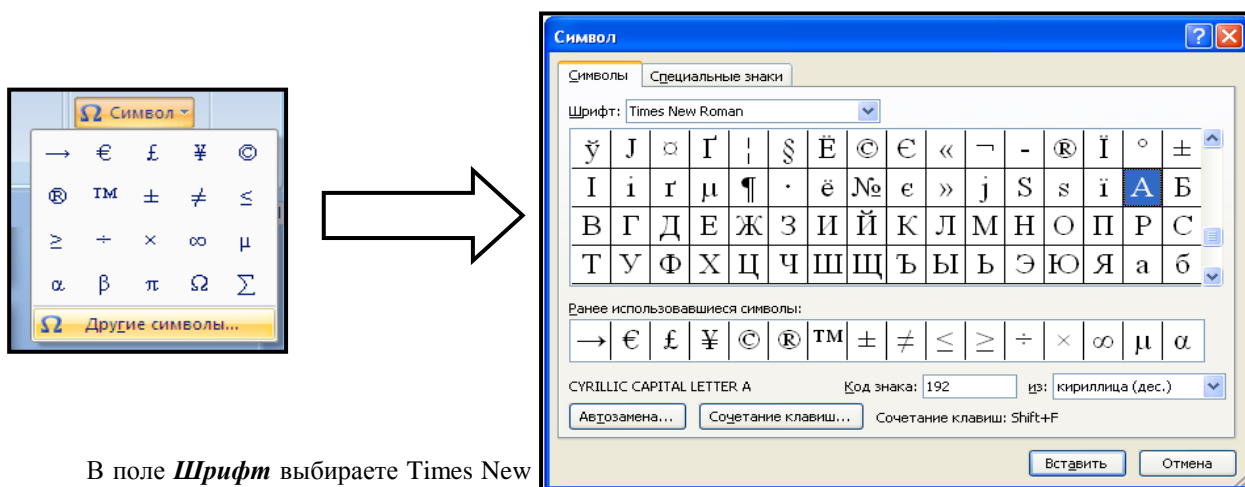 Символ
→ € £ ¥ ©
® ™ ± ≠ ≤
≥ ÷ × ∞ µ
α β π Ω Σ
Другие символы...
Символ
Символы Специальные знаки
Шрифт: Times New Roman
ў Ј ¤ Ґ ¦ § Ё © Є « ¬ - ® Ї ° ±
І і ґ µ ¶ · ё № є » ј Ѕ ѕ ї А Б
В Г Д Е Ж З И Й К Л М Н О П Р С
Т У Ф Х Ц Ч Ш Щ Ъ Ы Ь Э Ю Я а б
Ранее использовавшиеся символы:
→ € £ ¥ © ® ™ ± ≠ ≤ ≥ ÷ × ∞ µ α
CYRILLIC CAPITAL LETTER A Код знака: 192 из: кириллица (дес.)
Автозамена... Сочетание клавиш... Сочетание клавиш: Shift+F
Вставить Отмена
В поле Шрифт выбираете Times New